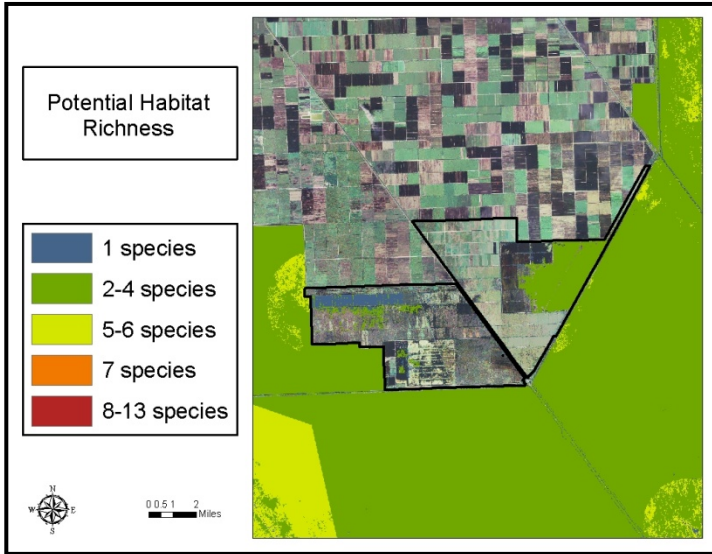 Potential Habitat
Richness
1 species
2-4 species
5-6 species
7 species
8-13 species
N
W E
S
0 0.5 1 2
Miles